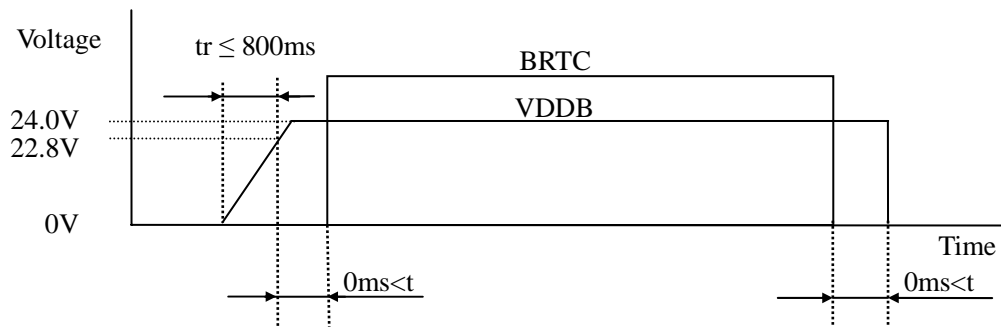 Voltage
tr ≤ 800ms
BRTC
VDDB
24.0V
22.8V
0V
Time
0ms<t
0ms<t